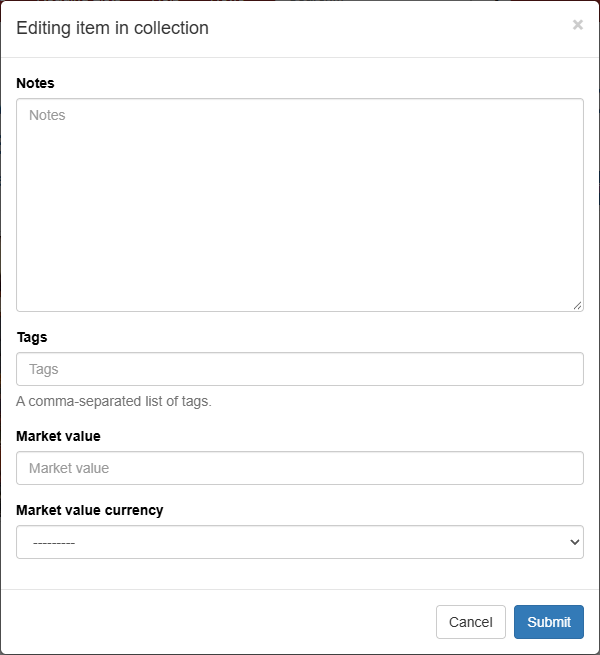 Editing item in collection
×
Notes
Notes
Tags
Tags
A comma-separated list of tags.
Market value
Market value
Market value currency
---------
Cancel
Submit